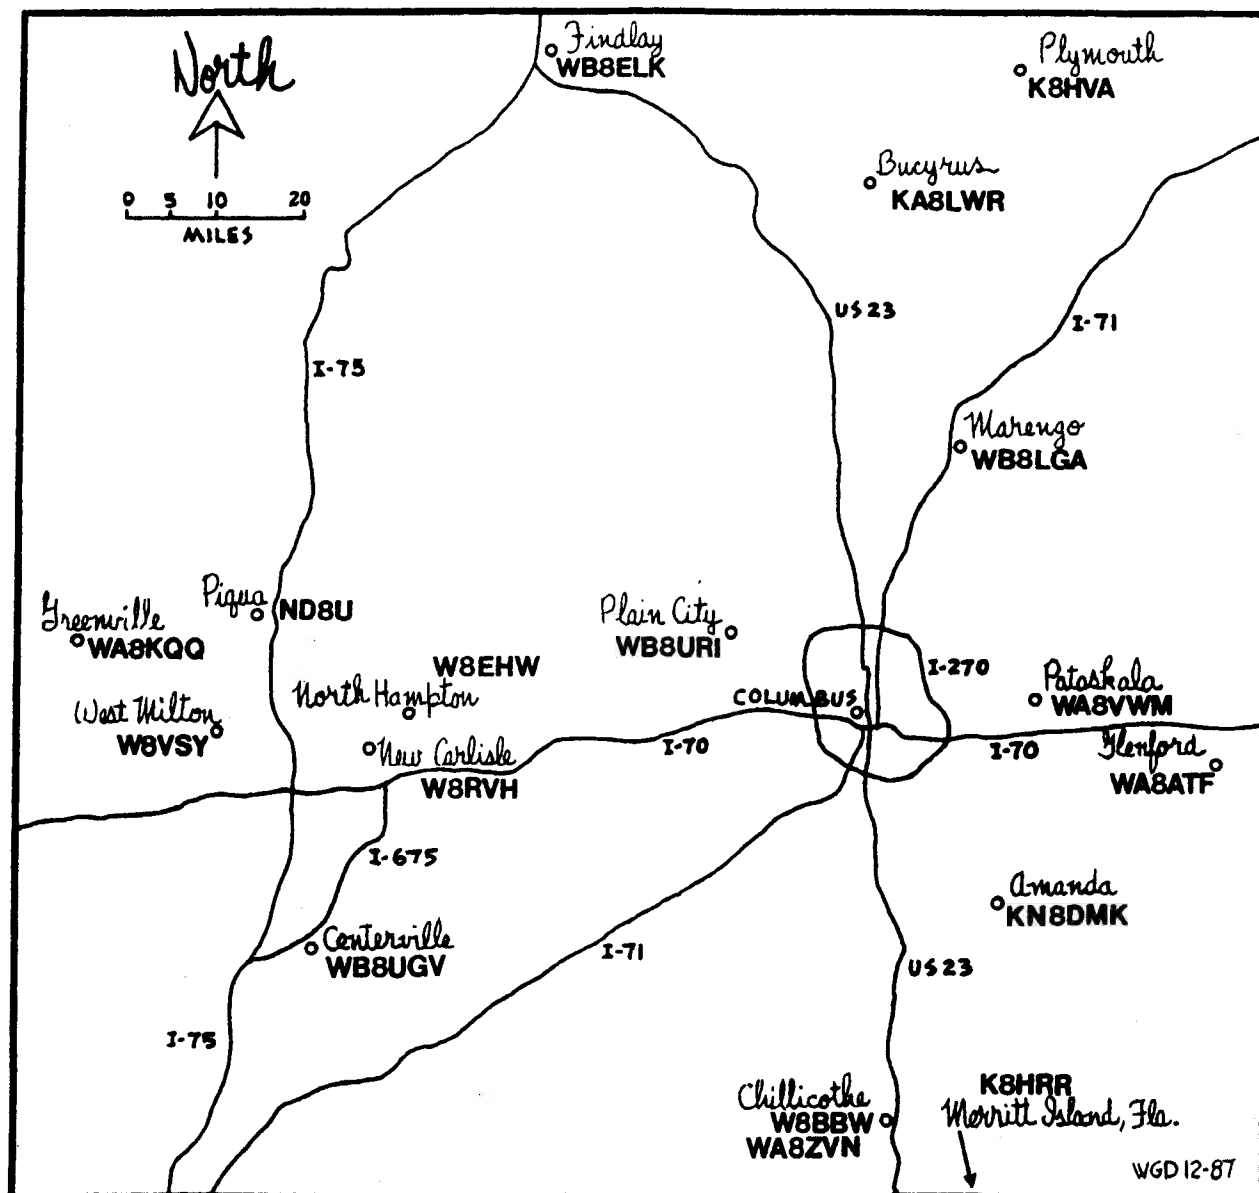 North
0 5 10 20
MILES
Findlay
WB8ELK
Plymouth
K8HVA
Bucyrus
KA8LWR
US 23
I-71
I-75
Marengo
WB8LGA
Piqua
ND8U
Greenville
WA8KQQ
Plain City
WB8URI
W8EHW
North Hampton
I-270
COLUMBUS
Pataskala
WA8VWM
West Milton
W8VSY
New Carlisle
W8RVH
I-70
I-70
Glenford
WA8ATF
I-675
Amanda
KN8DMK
Centerville
WB8UGV
I-71
US 23
I-75
Chillicothe
W8BBW
WA8ZVN
K8HRR
Merritt Island, Fla.
WGD 12-87